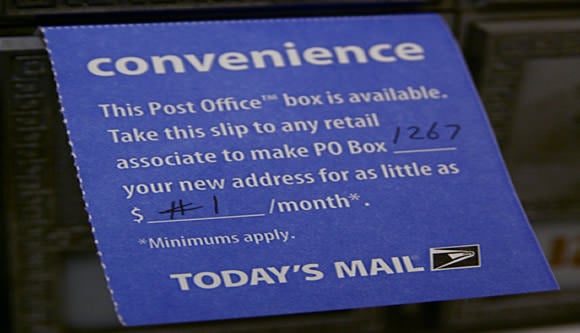 convenience
This Post Office™ box is available.
Take this slip to any retail
associate to make PO Box 1267
your new address for as little as
$ #1 /month*.
*Minimums apply.
TODAY'S MAIL®